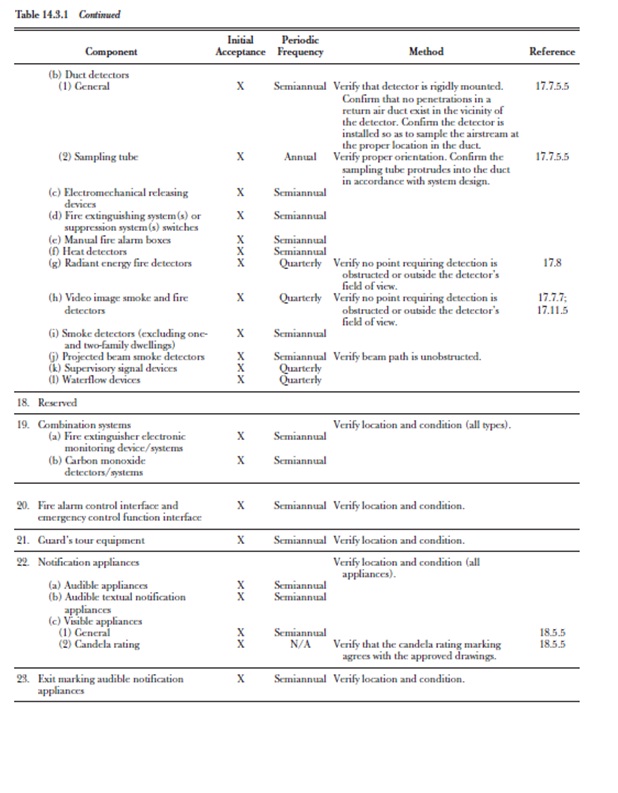 Table 14.3.1 Continued
Initial Periodic
Component Acceptance Frequency Method Reference
(b) Duct detectors
(1) General X Semiannual Verify that detector is rigidly mounted. 17.7.5.5
Confirm that no penetrations in a
return air duct exist in the vicinity of
the detector. Confirm the detector is
installed so as to sample the airstream at
the proper location in the duct.
(2) Sampling tube X Annual Verify proper orientation. Confirm the 17.7.5.5
sampling tube protrudes into the duct
in accordance with system design.
(c) Electromechanical releasing X Semiannual
devices
(d) Fire extinguishing system(s) or X Semiannual
suppression system(s) switches
(e) Manual fire alarm boxes X Semiannual
(f) Heat detectors X Semiannual
(g) Radiant energy fire detectors X Quarterly Verify no point requiring detection is 17.8
obstructed or outside the detector's
field of view.
(h) Video image smoke and fire X Quarterly Verify no point requiring detection is 17.7.7;
detectors obstructed or outside the detector's 17.11.5
field of view.
(i) Smoke detectors (excluding one- X Semiannual
and two-family dwellings)
(j) Projected beam smoke detectors X Semiannual Verify beam path is unobstructed.
(k) Supervisory signal devices X Quarterly
(l) Waterflow devices X Quarterly
18. Reserved
19. Combination systems Verify location and condition (all types).
(a) Fire extinguisher electronic X Semiannual
monitoring device/systems
(b) Carbon monoxide X Semiannual
detectors/systems
20. Fire alarm control interface and X Semiannual Verify location and condition.
emergency control function interface
21. Guard's tour equipment X Semiannual Verify location and condition.
22. Notification appliances Verify location and condition (all
appliances).
(a) Audible appliances X Semiannual
(b) Audible textual notification X Semiannual
appliances
(c) Visible appliances
(1) General X Semiannual 18.5.5
(2) Candela rating X N/A Verify that the candela rating marking 18.5.5
agrees with the approved drawings.
23. Exit marking audible notification X Semiannual Verify location and condition.
appliances